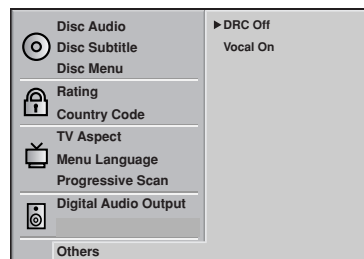 Disc Audio
Disc Subtitle
Disc Menu
Rating
Country Code
TV Aspect
Menu Language
Progressive Scan
Digital Audio Output
Others
DRC Off
Vocal On